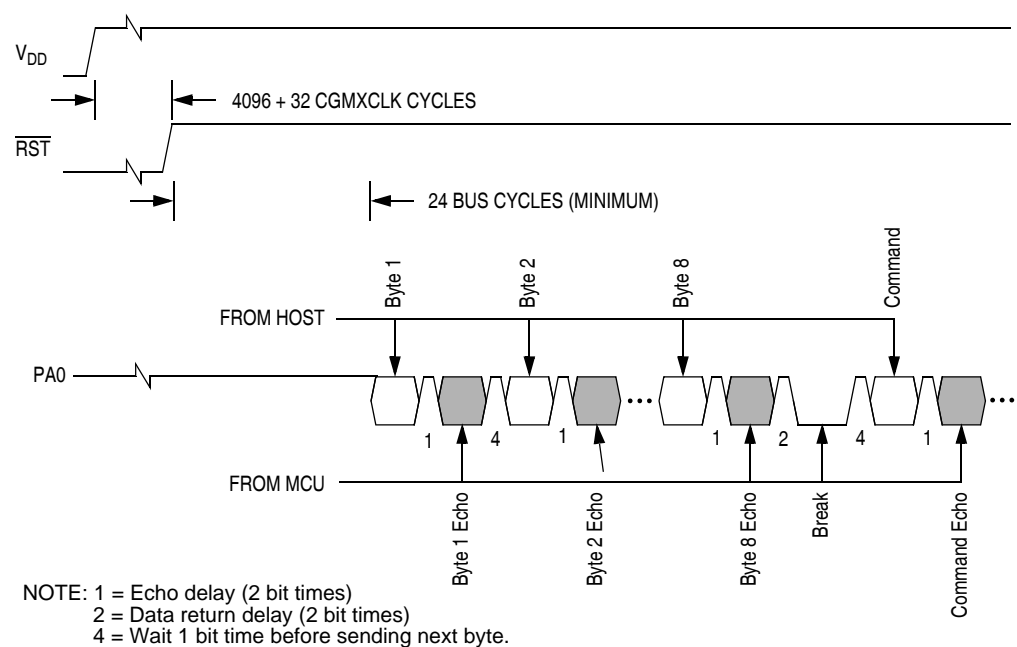 VDD
4096 + 32 CGMXCLK CYCLES
RST
24 BUS CYCLES (MINIMUM)
Byte 1
Byte 2
Byte 8
Command
FROM HOST
PA0
1
4
1
1
2
4
1
FROM MCU
Byte 1 Echo
Byte 2 Echo
Byte 8 Echo
Break
Command Echo
NOTE: 1 = Echo delay (2 bit times)
2 = Data return delay (2 bit times)
4 = Wait 1 bit time before sending next byte.